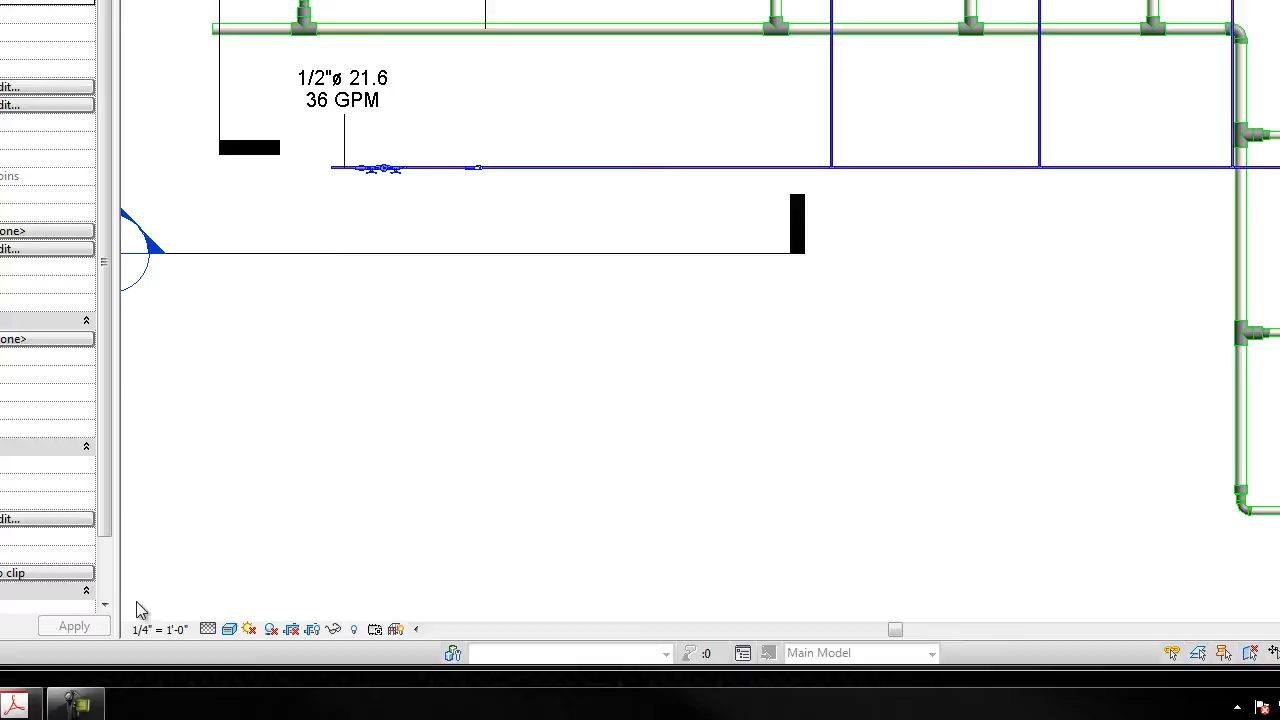 dit...
dit...
1/2"ø 21.6
36 GPM
oins
one>
dit...
one>
dit...
o clip
Apply
1/4" = 1'-0"
:0
Main Model